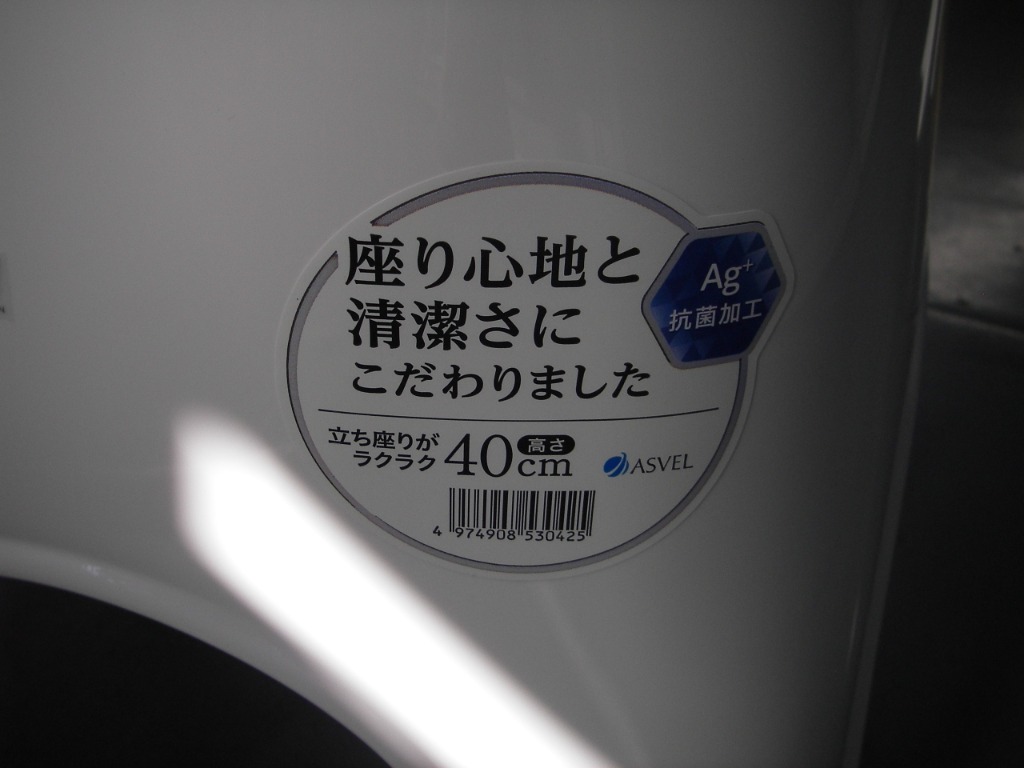 座り心地と
清潔さに
こだわりました
Ag+
抗菌加工
立ち座りが
ラクラク
高さ
40cm
ASVEL
4 974908 530425